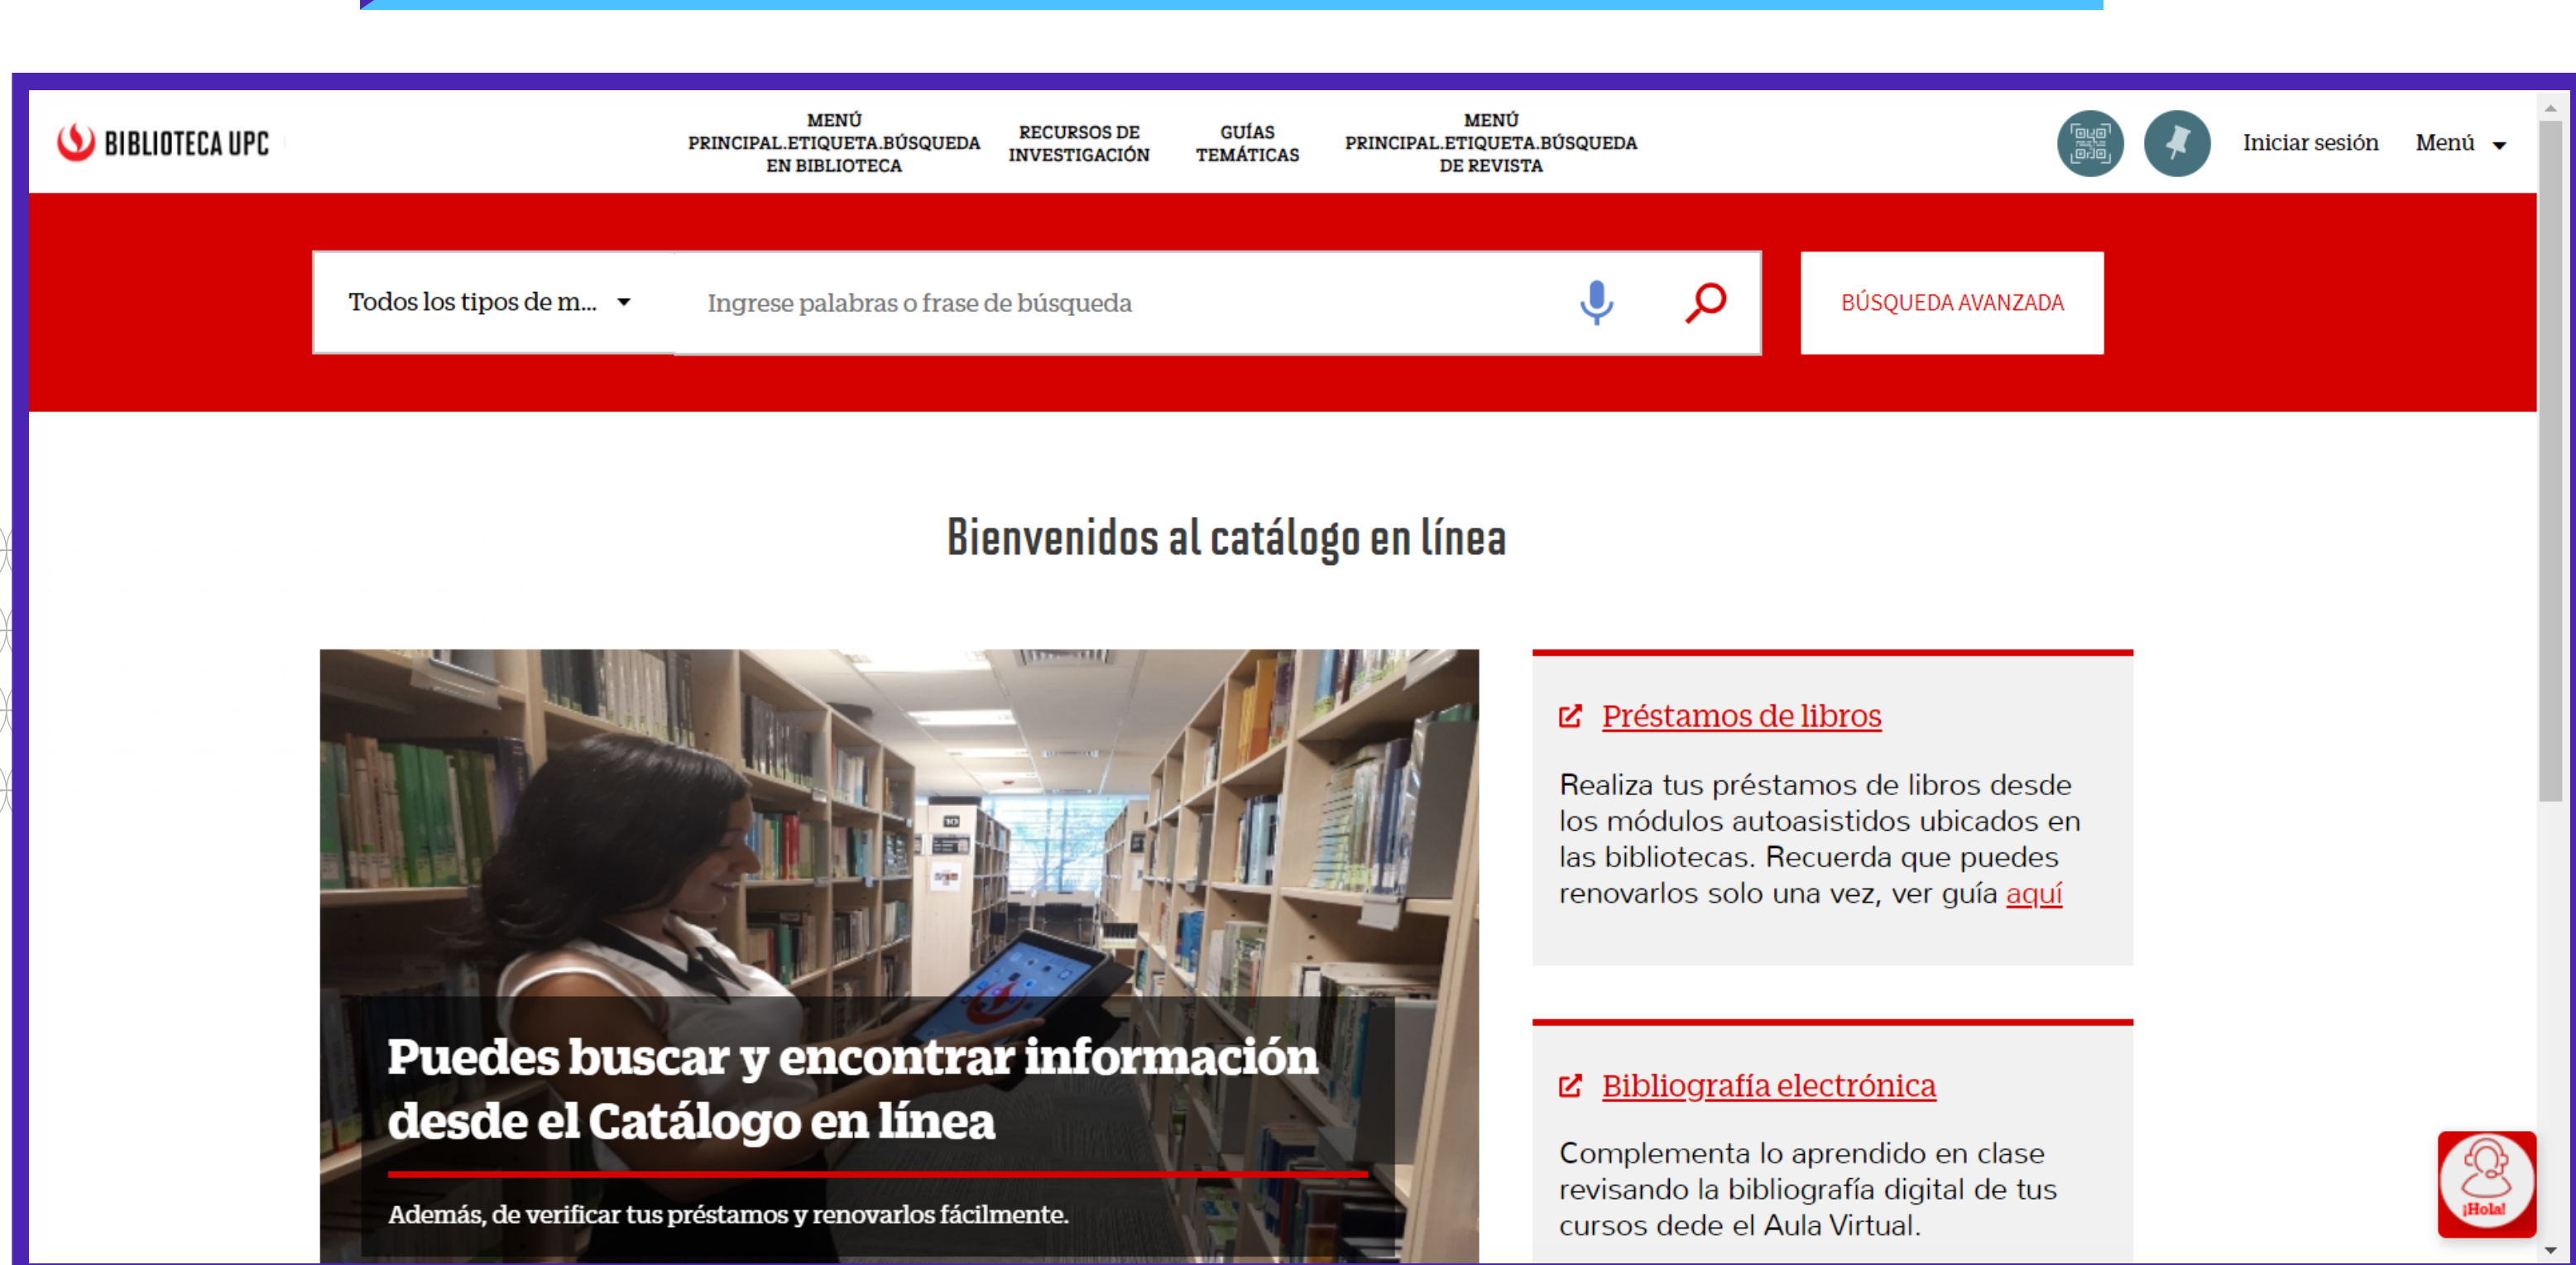 BIBLIOTECA UPC
MENÚ
PRINCIPAL.ETIQUETA.BÚSQUEDA
EN BIBLIOTECA
RECURSOS DE
INVESTIGACIÓN
GUÍAS
TEMÁTICAS
MENÚ
PRINCIPAL.ETIQUETA.BÚSQUEDA
DE REVISTA
Iniciar sesión
Menú
Todos los tipos de m...
Ingrese palabras o frase de búsqueda
BÚSQUEDA AVANZADA
Bienvenidos al catálogo en línea
10
Puedes buscar y encontrar información
desde el Catálogo en línea
Además, de verificar tus préstamos y renovarlos fácilmente.
Préstamos de libros
Realiza tus préstamos de libros desde
los módulos autoasistidos ubicados en
las bibliotecas. Recuerda que puedes
renovarlos solo una vez, ver guía aquí
Bibliografía electrónica
Complementa lo aprendido en clase
revisando la bibliografía digital de tus
cursos dede el Aula Virtual.
¡Hola!